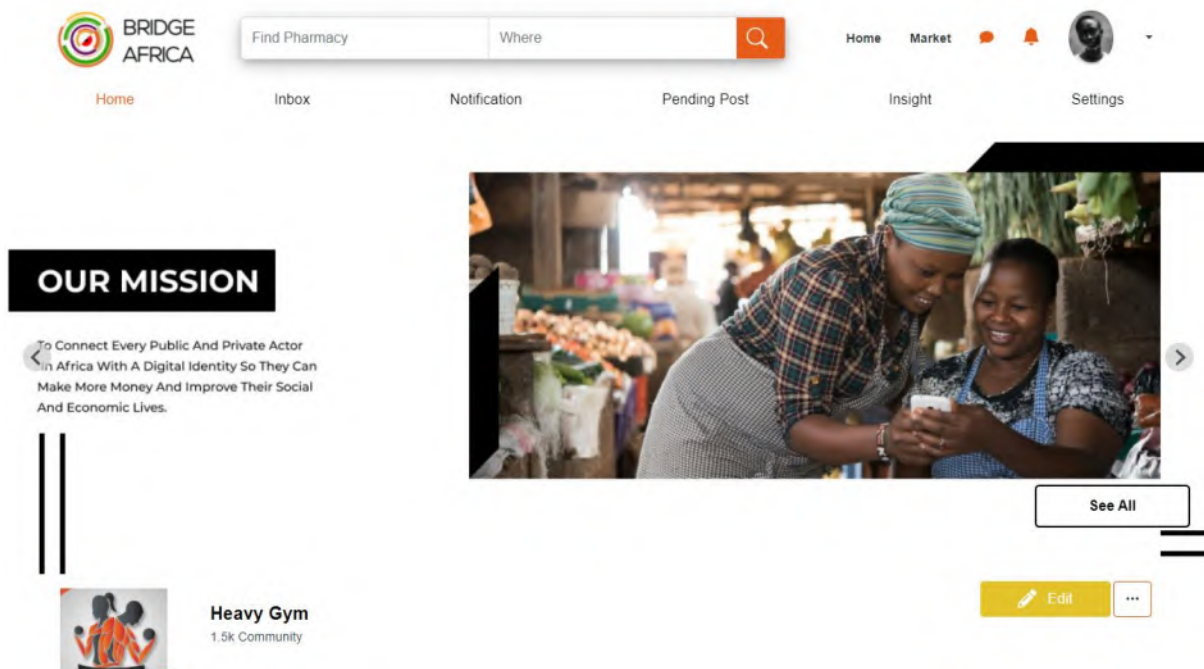 BRIDGE
AFRICA
Find Pharmacy
Where
Home
Market
Home
Inbox
Notification
Pending Post
Insight
Settings
OUR MISSION
To Connect Every Public And Private Actor
In Africa With A Digital Identity So They Can
Make More Money And Improve Their Social
And Economic Lives.
See All
Heavy Gym
1.5k Community
Edit